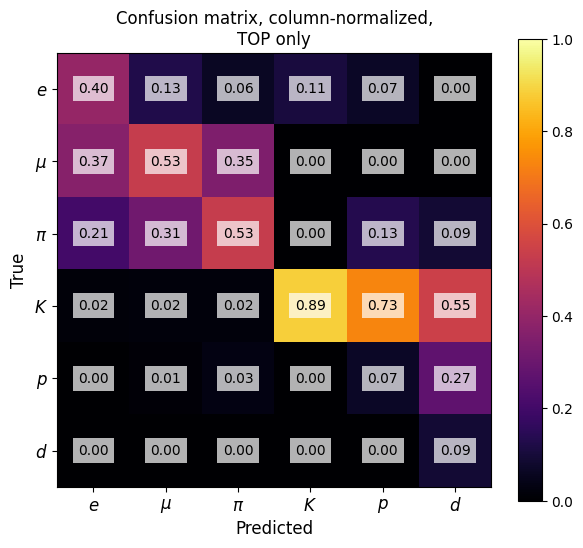 Confusion matrix, column-normalized,
TOP only
True
e 0.40 0.13 0.06 0.11 0.07 0.00
μ 0.37 0.53 0.35 0.00 0.00 0.00
π 0.21 0.31 0.53 0.00 0.13 0.09
K 0.02 0.02 0.02 0.89 0.73 0.55
p 0.00 0.01 0.03 0.00 0.07 0.27
d 0.00 0.00 0.00 0.00 0.00 0.09
e μ π K p d
Predicted
1.0
0.8
0.6
0.4
0.2
0.0